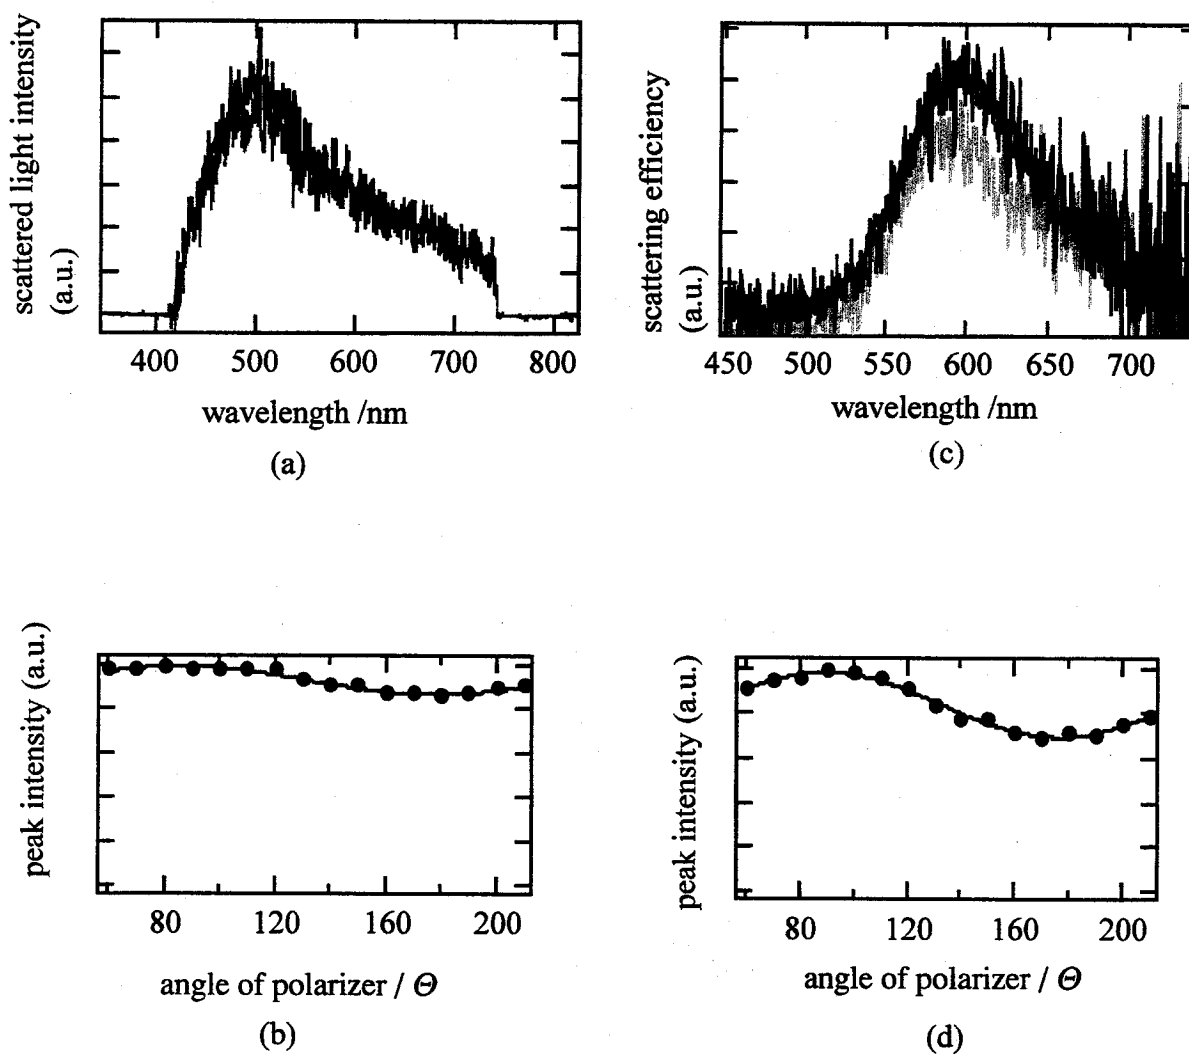 scattered light intensity
(a.u.)
400 500 600 700 800
wavelength /nm
(a)
scattering efficiency
(a.u.)
450 500 550 600 650 700
wavelength /nm
(c)
peak intensity (a.u.)
80 120 160 200
angle of polarizer / Θ
(b)
peak intensity (a.u.)
80 120 160 200
angle of polarizer / Θ
(d)